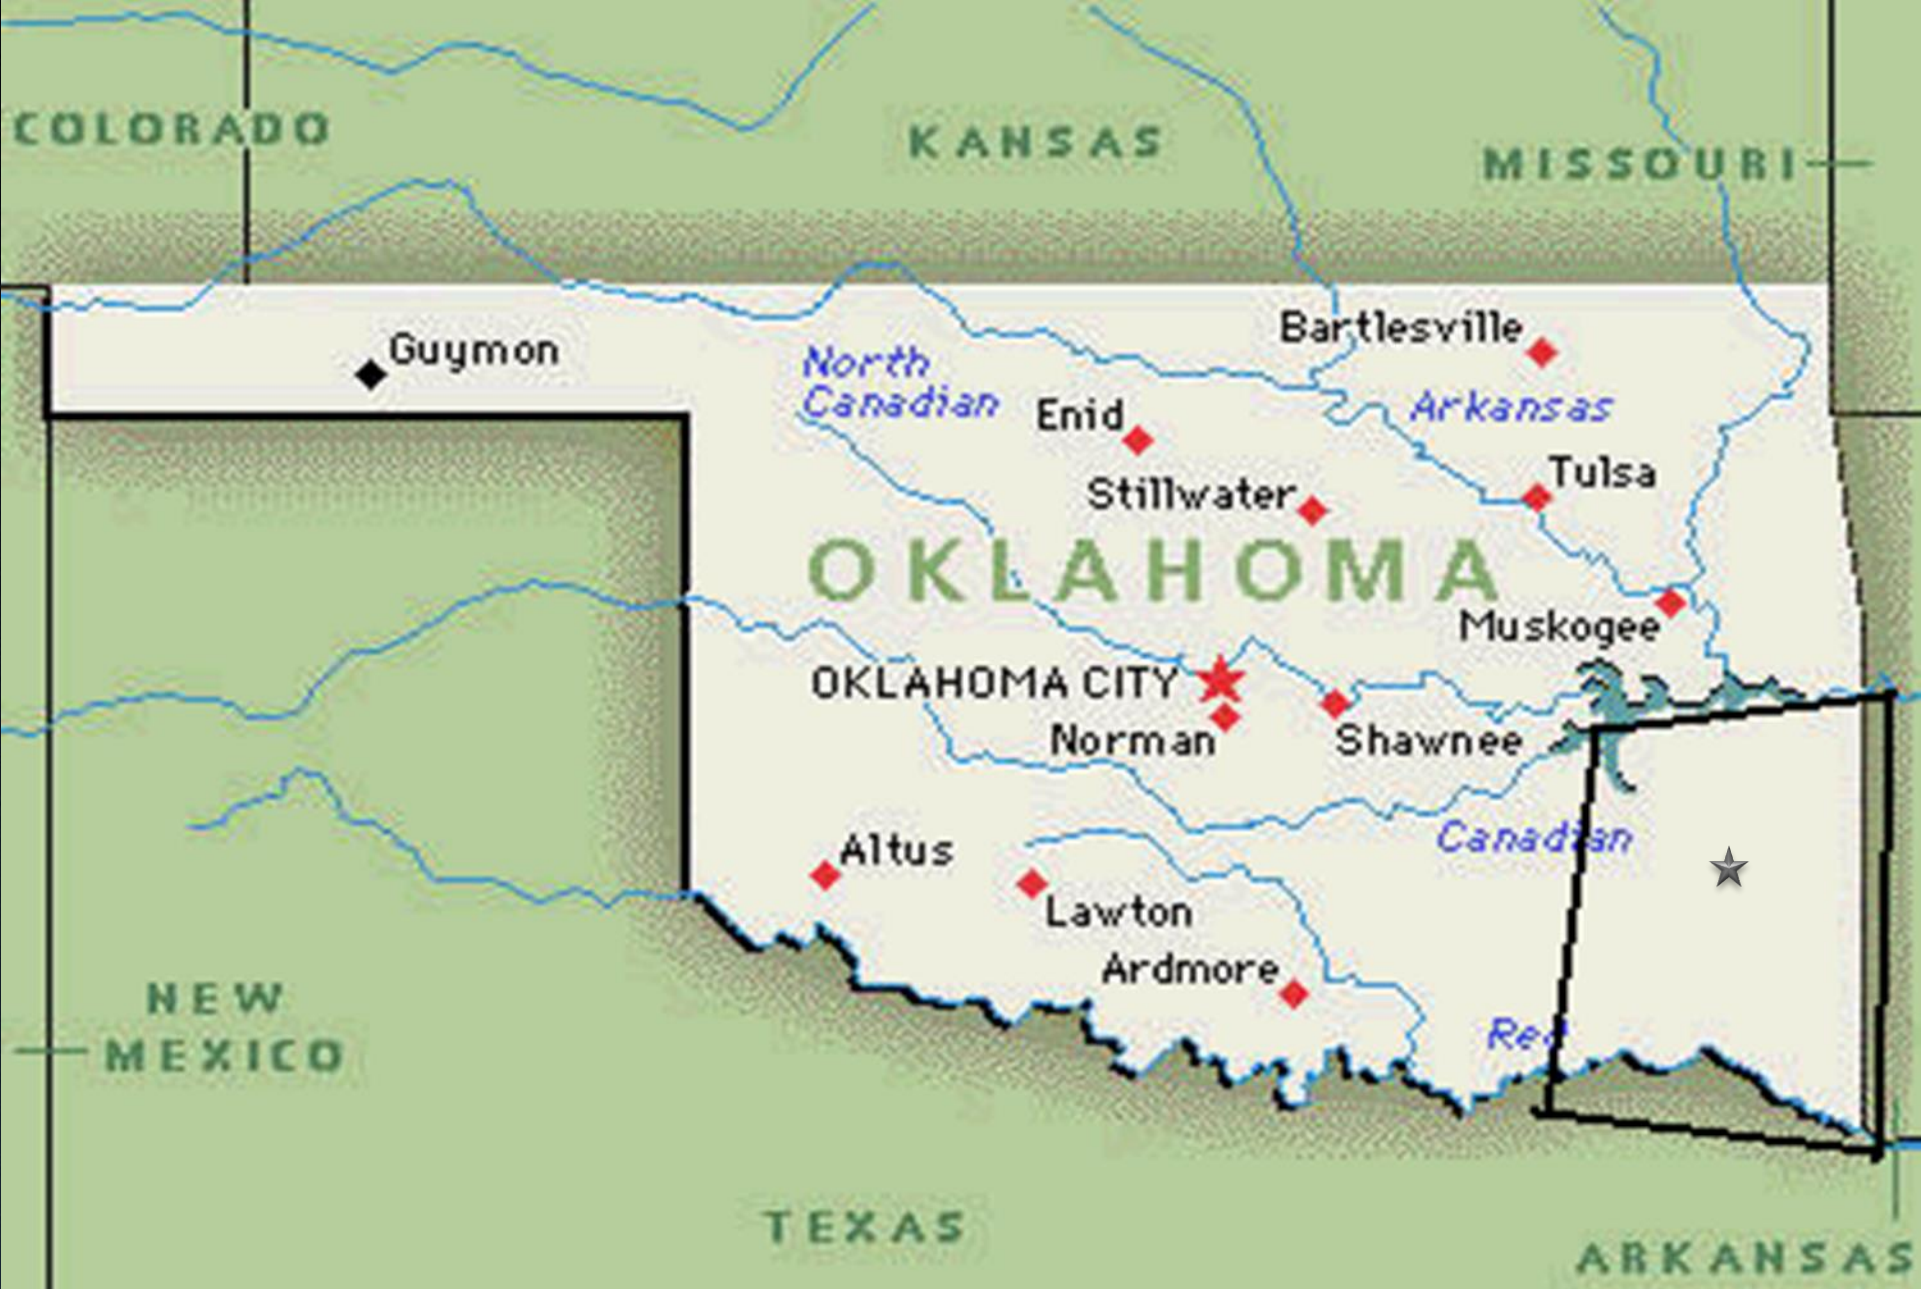 COLORADO
KANSAS
MISSOURI
Guymon
Bartlesville
North
Canadian
Enid
Arkansas
Tulsa
Stillwater
OKLAHOMA
Muskogee
OKLAHOMA CITY
Norman
Shawnee
Canadian
Altus
Lawton
Ardmore
Red
NEW
MEXICO
TEXAS
ARKANSAS